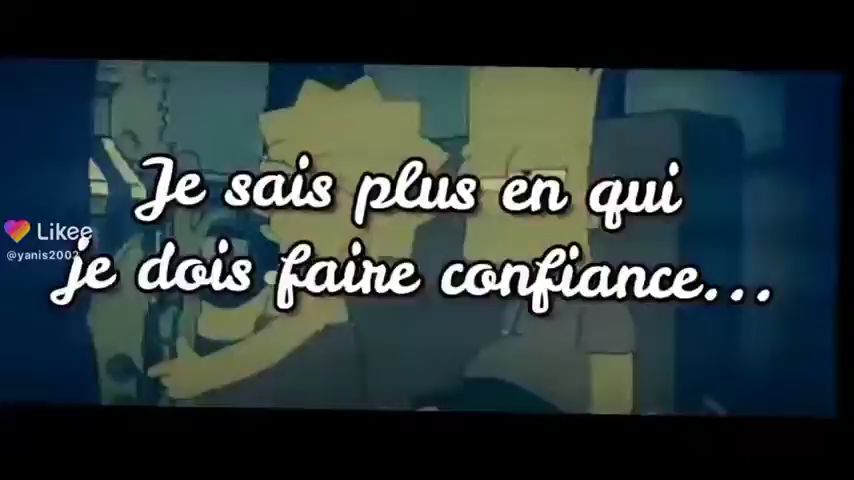 Je sais plus en qui
Likee
@yanis2002
je dois faire confiance...